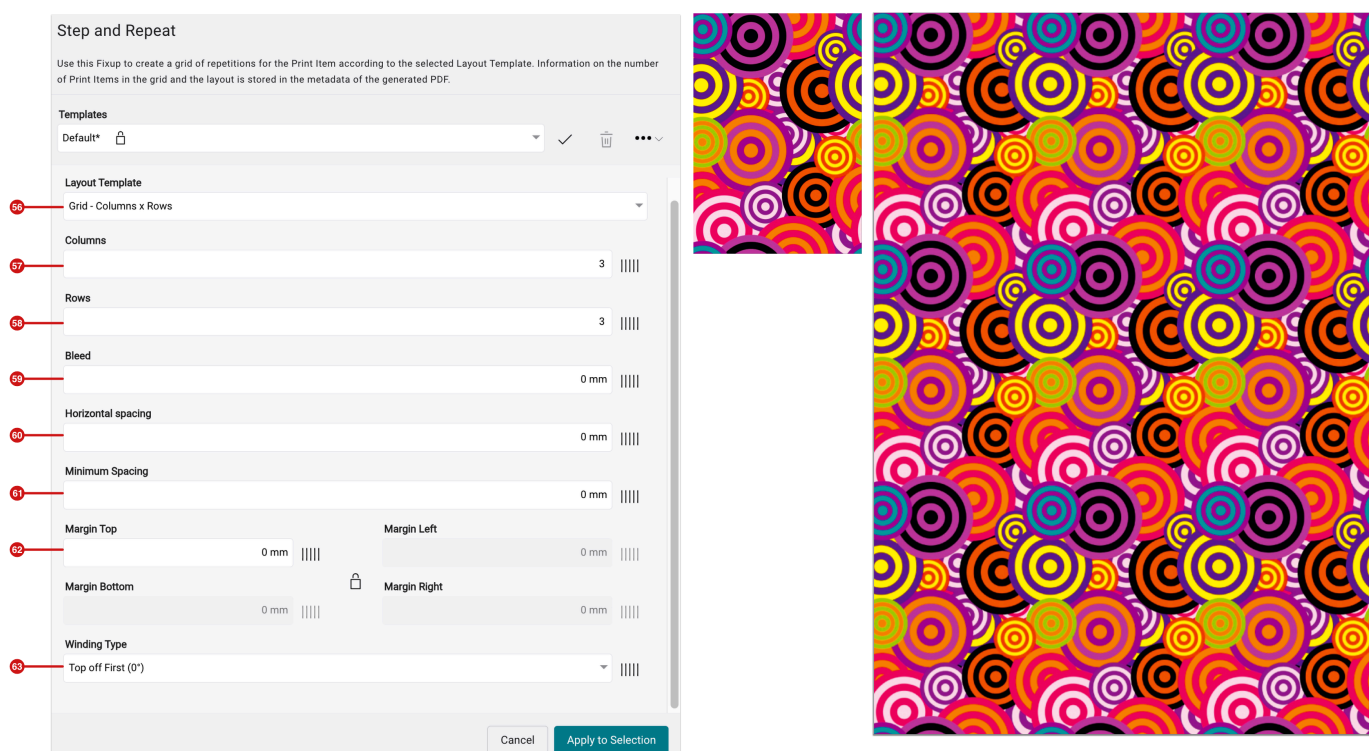 Step and Repeat
Use this Fixup to create a grid of repetitions for the Print Item according to the selected Layout Template. Information on the number
of Print Items in the grid and the layout is stored in the metadata of the generated PDF.
Templates
Default*
Layout Template
56
Grid - Columns x Rows
Columns
57
3
Rows
58
3
Bleed
59
0 mm
Horizontal spacing
60
0 mm
Minimum Spacing
61
0 mm
Margin Top
Margin Left
62
0 mm
0 mm
Margin Bottom
Margin Right
0 mm
0 mm
Winding Type
63
Top off First (0°)
Cancel
Apply to Selection